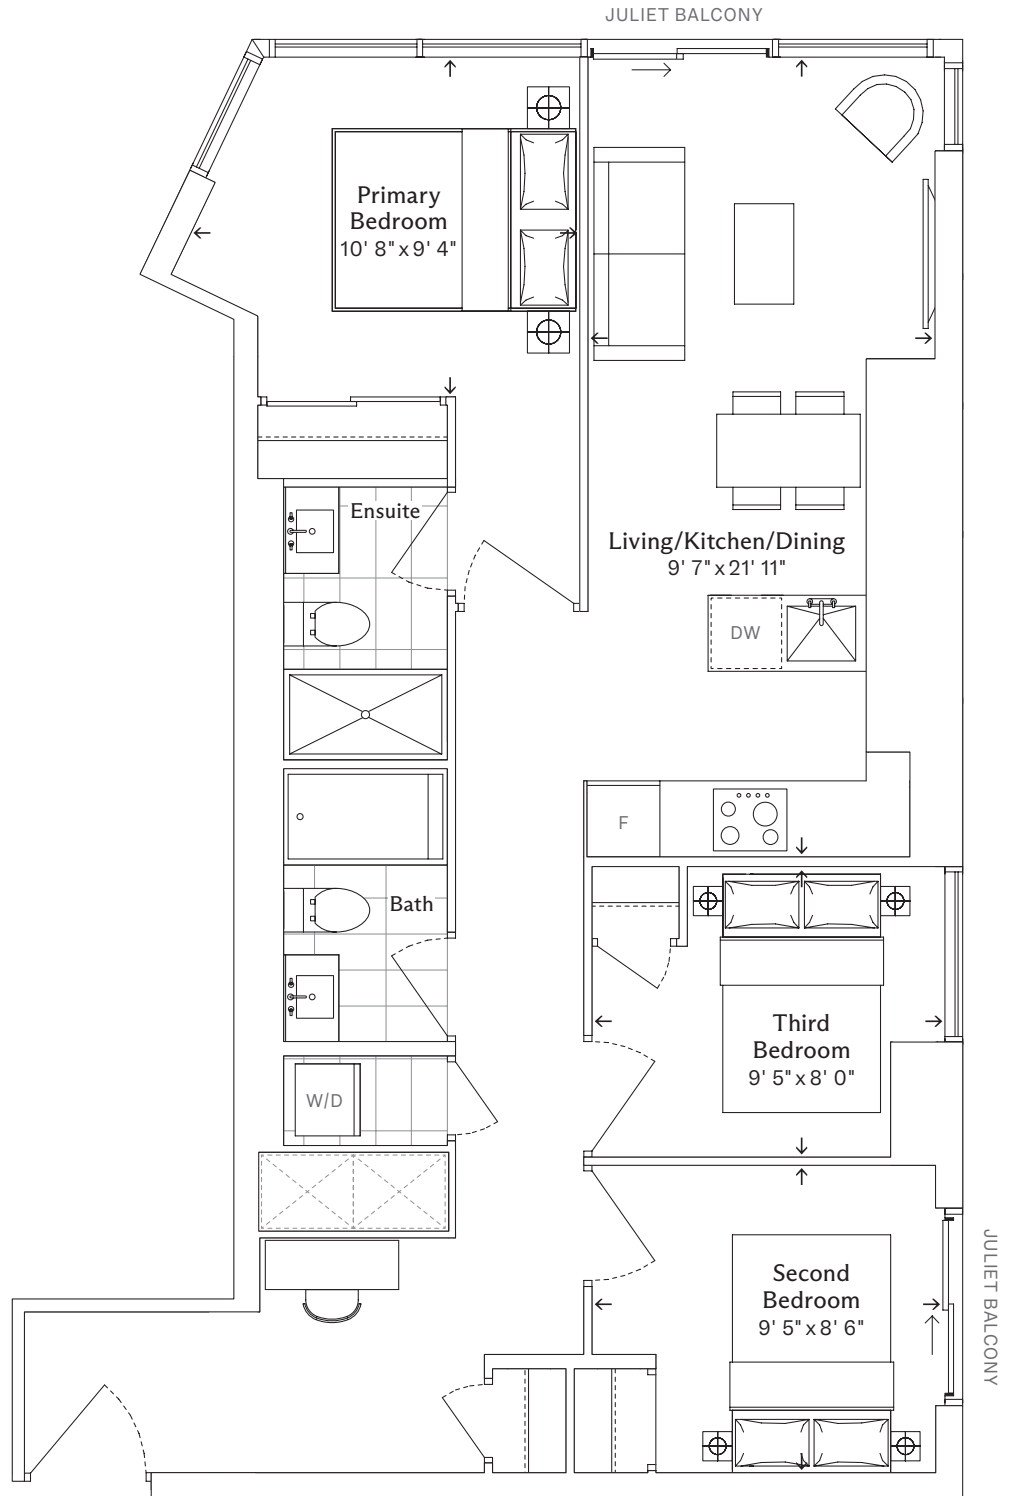 JULIET BALCONY
Primary
Bedroom
10' 8" x 9' 4"
Ensuite
Living/Kitchen/Dining
9' 7" x 21' 11"
DW
F
Bath
Third
Bedroom
9' 5" x 8' 0"
W/D
Second
Bedroom
9' 5" x 8' 6"
JULIET BALCONY